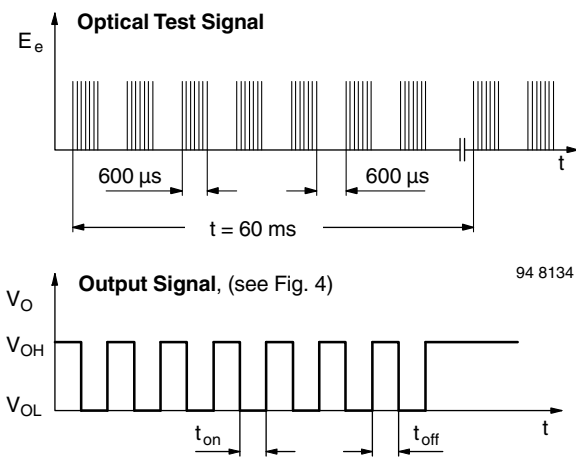 Optical Test Signal
E e
t
600 µs
600 µs
t = 60 ms
94 8134
Output Signal, (see Fig. 4)
VO
VOH
VOL
t
ton
toff